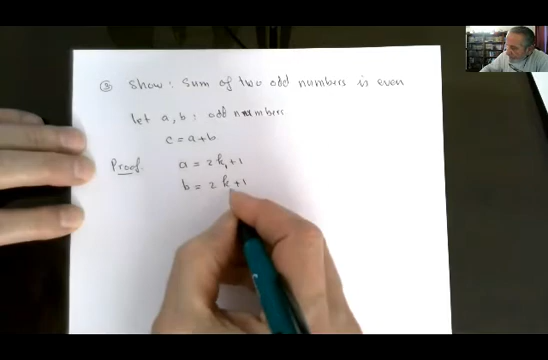 ③ Show: Sum of two odd numbers is even
let a, b: odd numbers
c = a+b
Proof. a = 2k₁+1
b = 2k+1